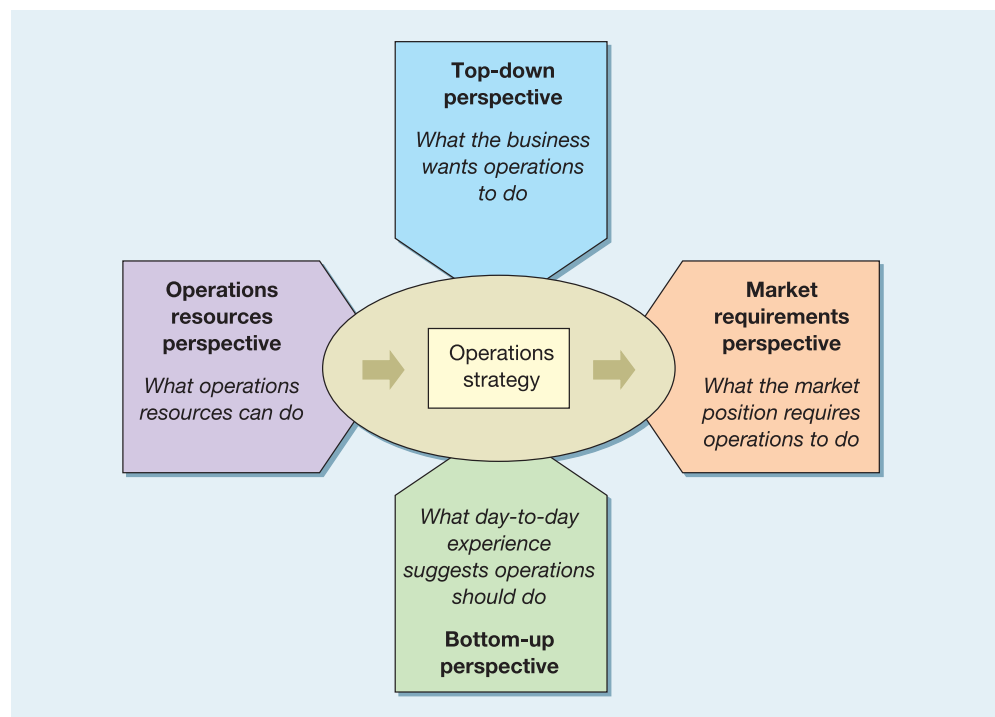 Top-down
perspective
What the business
wants operations
to do
Operations
resources
perspective
What operations
resources can do
Operations
strategy
Market
requirements
perspective
What the market
position requires
operations to do
What day-to-day
experience
suggests operations
should do
Bottom-up
perspective